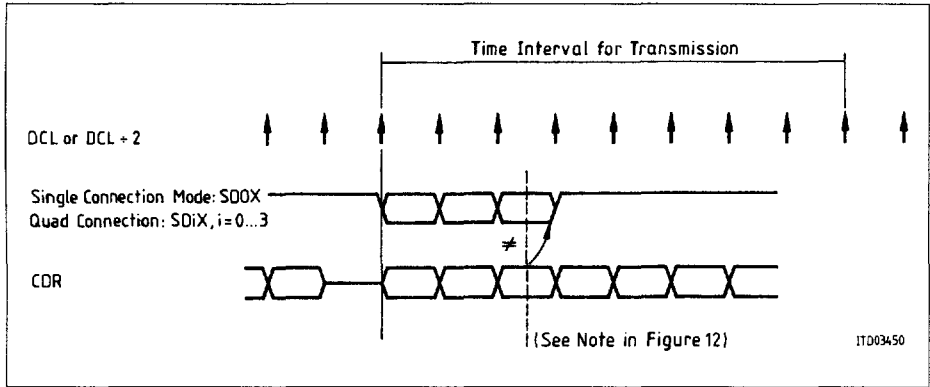 Time Interval for Transmission
DCL or DCL ÷ 2
Single Connection Mode: SD0X
Quad Connection: SDiX, i = 0...3
≠
CDR
(See Note in Figure 12)
ITD03450